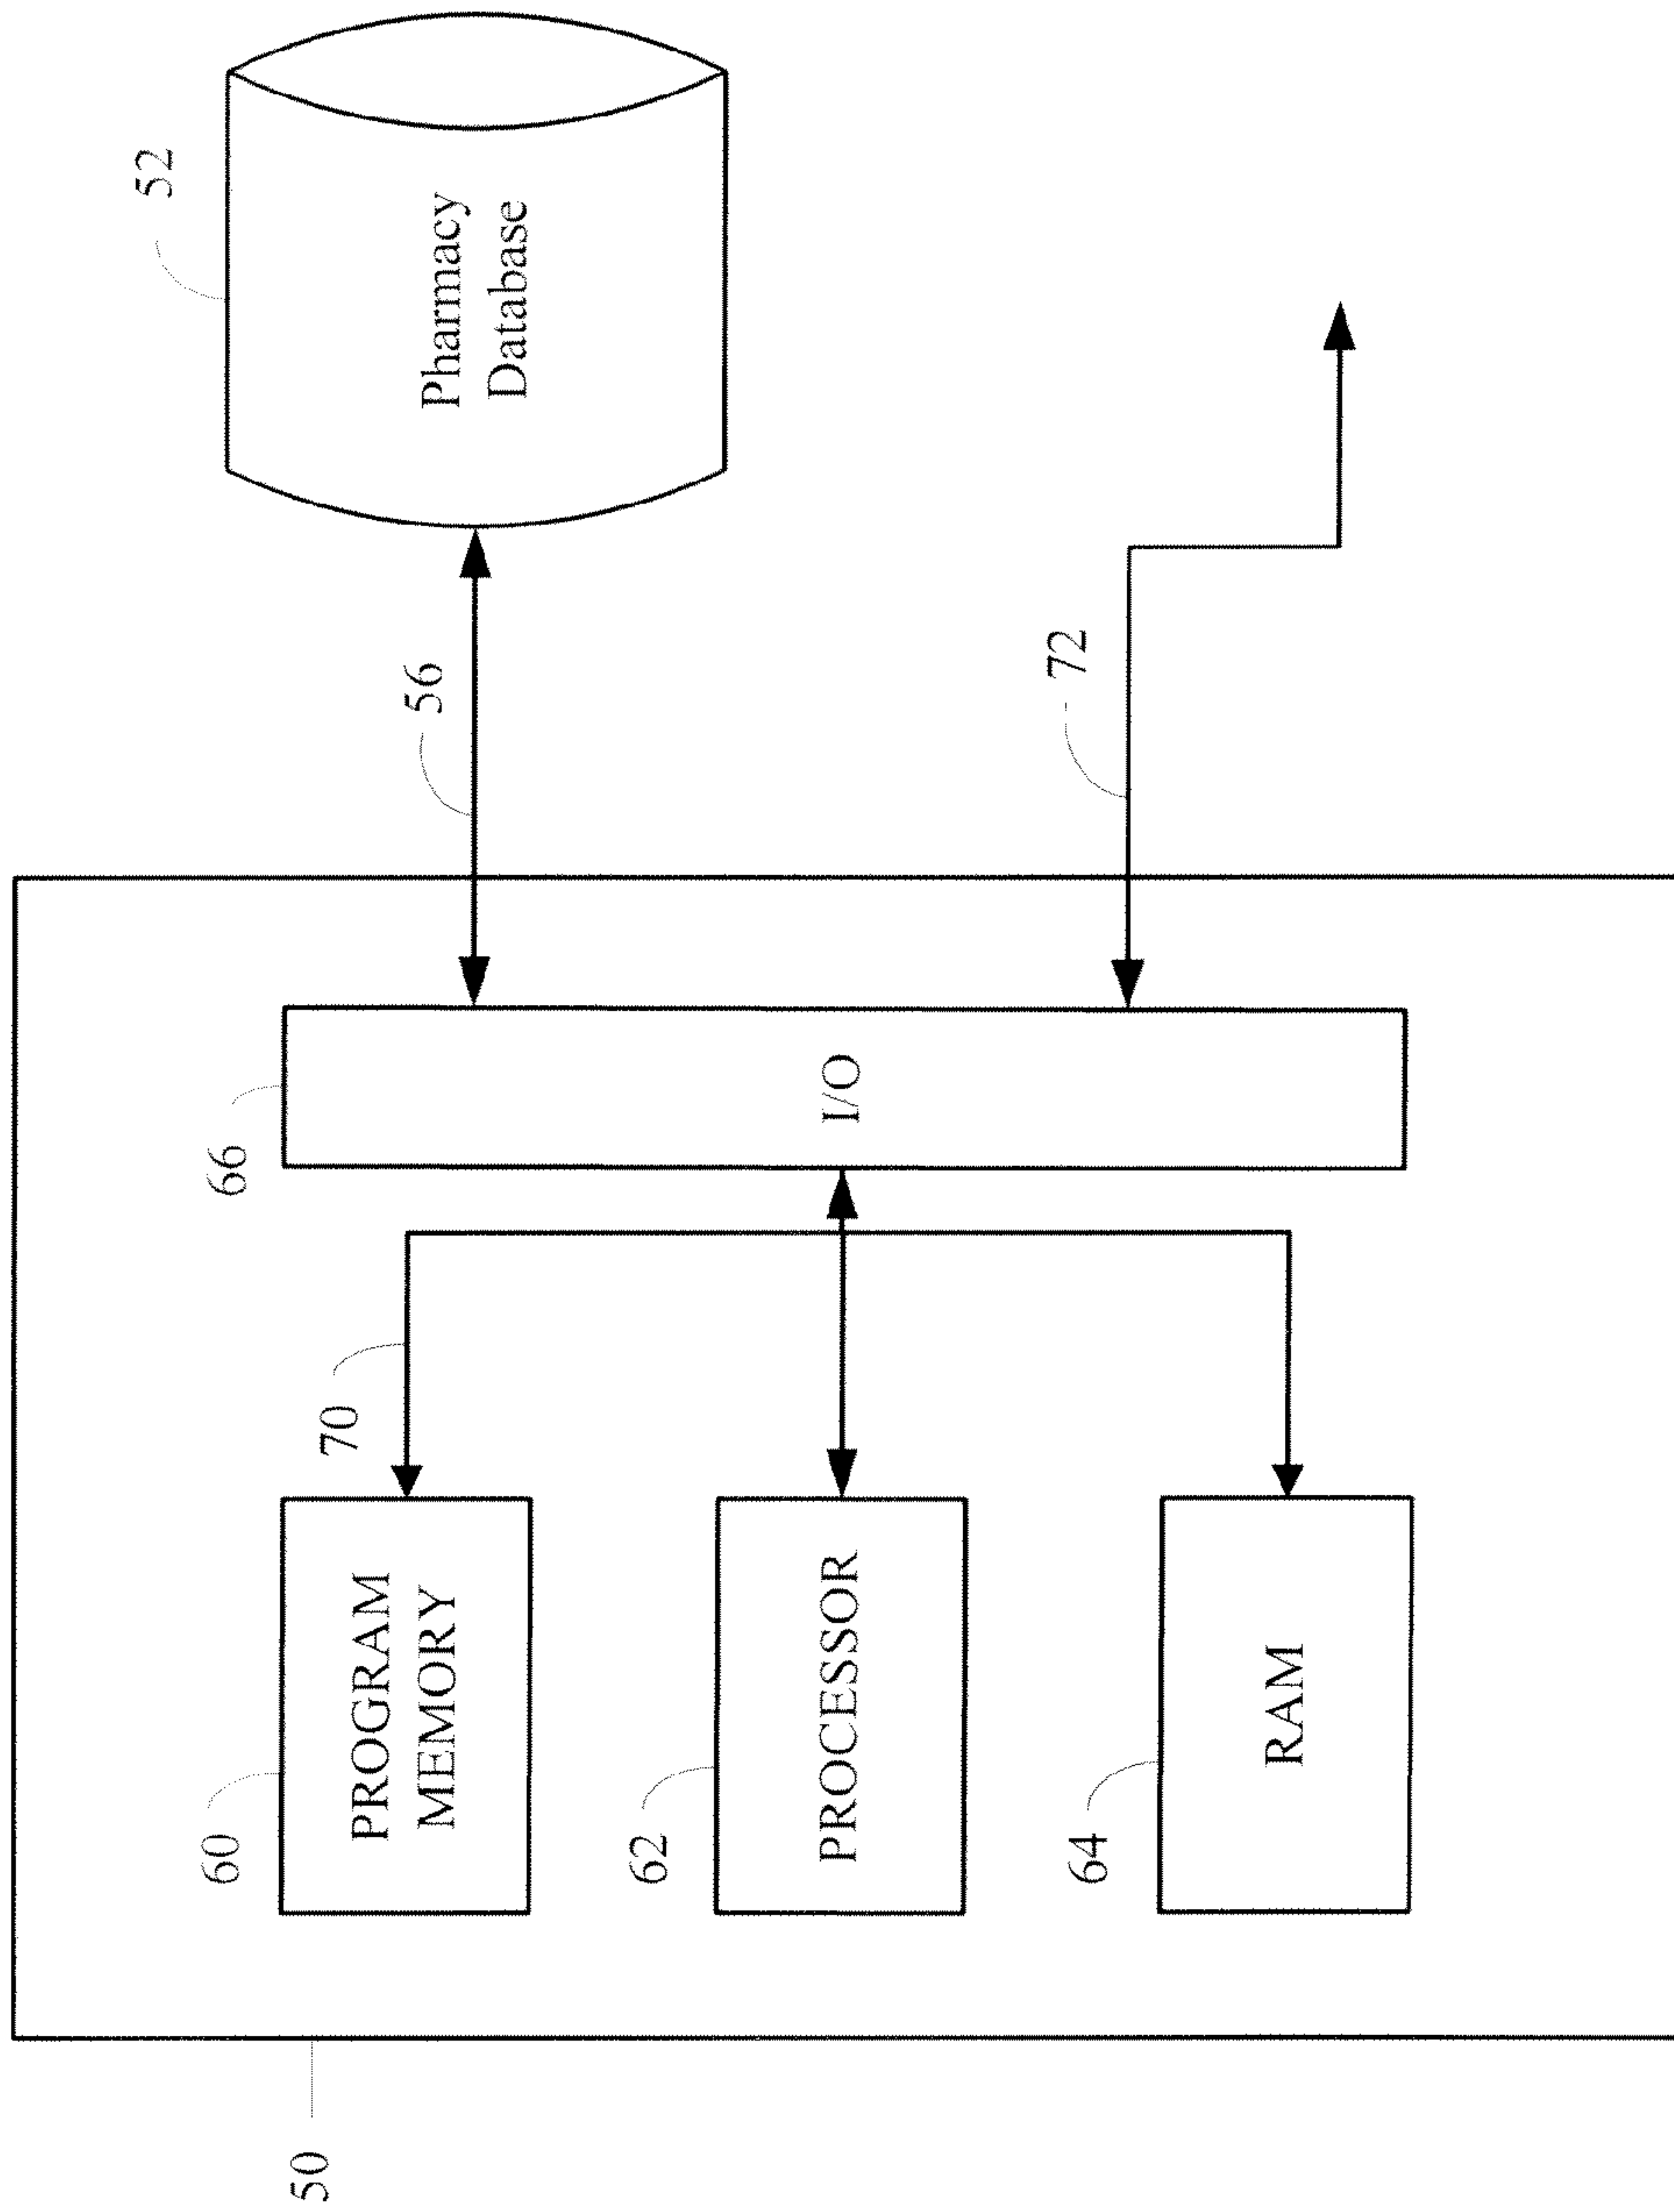 50
60
PROGRAM
MEMORY
70
66
56
52
Pharmacy
Database
62
PROCESSOR
I/O
72
64
RAM